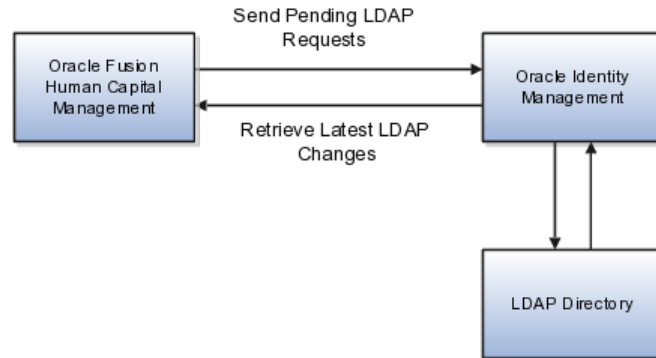 Send Pending LDAP
Requests
Oracle Fusion
Human Capital
Management
Oracle Identity
Management
Retrieve Latest LDAP
Changes
LDAP Directory